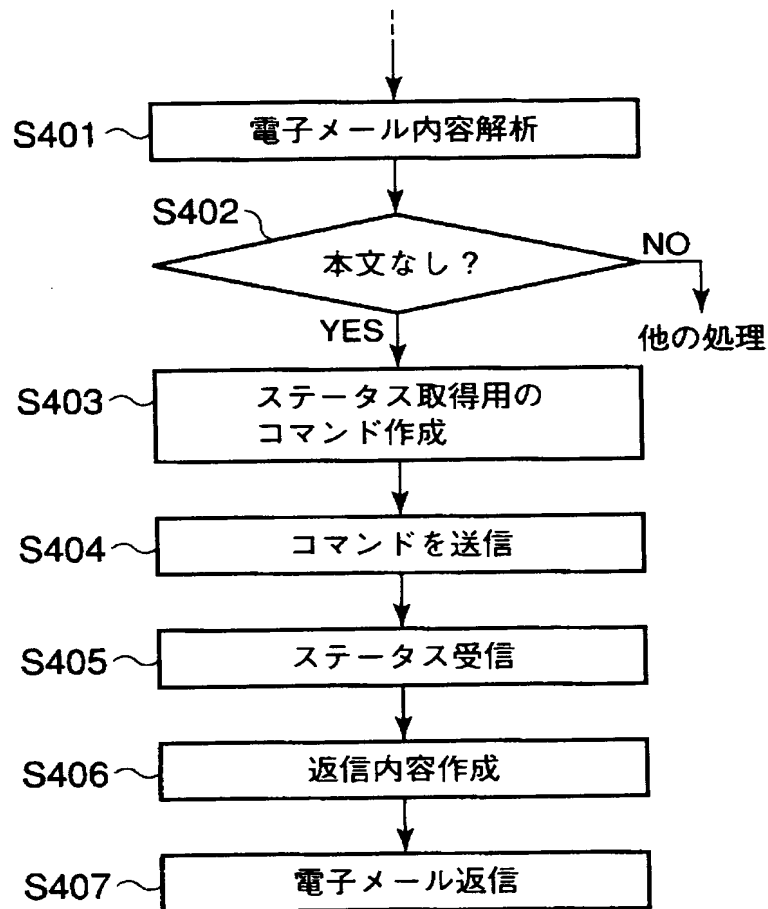 S401
電子メール内容解析
S402
本文なし?
NO
YES
他の処理
S403
ステータス取得用の
コマンド作成
S404
コマンドを送信
S405
ステータス受信
S406
返信内容作成
S407
電子メール返信